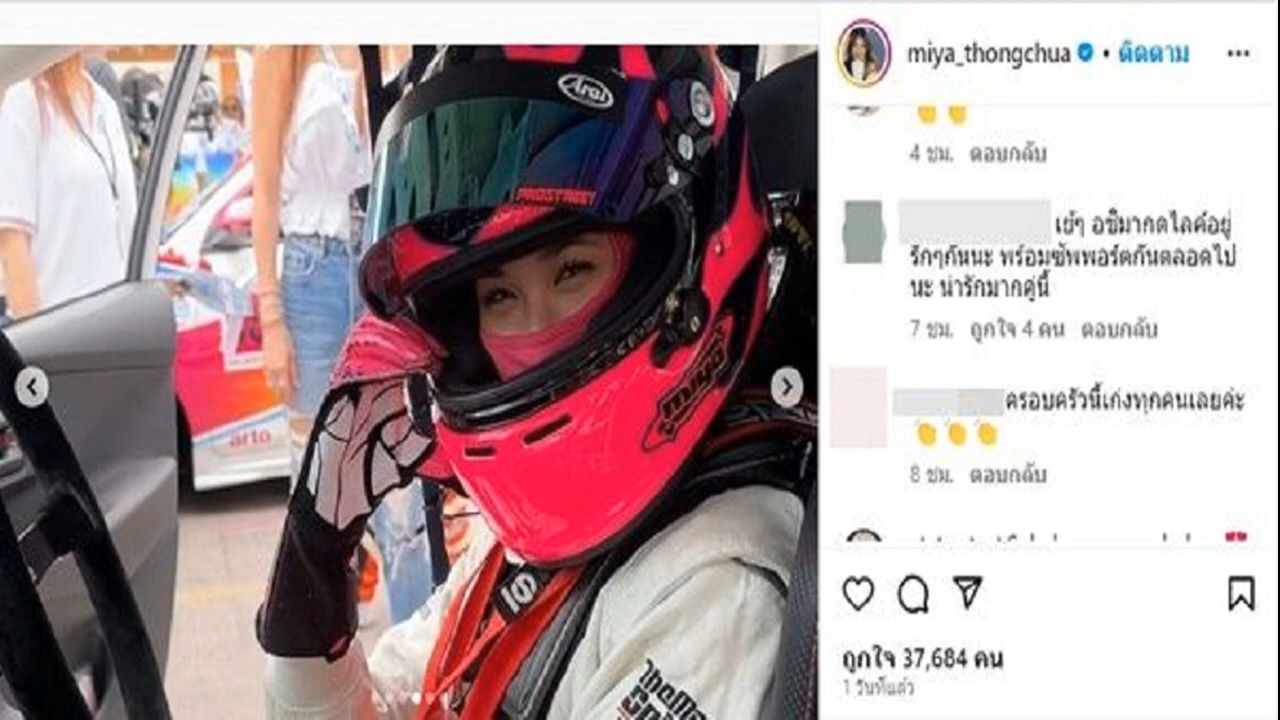 miya_thongchua • ติดตาม
4 ชม. ตอบกลับ
เย้ๆ อชิมากดไลค์อยู่
รักๆกันนะ พร้อมซัพพอร์ตกันตลอดไป
นะ น่ารักมากคู่นี้
7 ชม. ถูกใจ 4 คน ตอบกลับ
ครอบครัวนี้เก่งทุกคนเลยค่ะ
👏👏👏
8 ชม. ตอบกลับ
ถูกใจ 37,684 คน
1 วันที่แล้ว
Arai
miya
arto